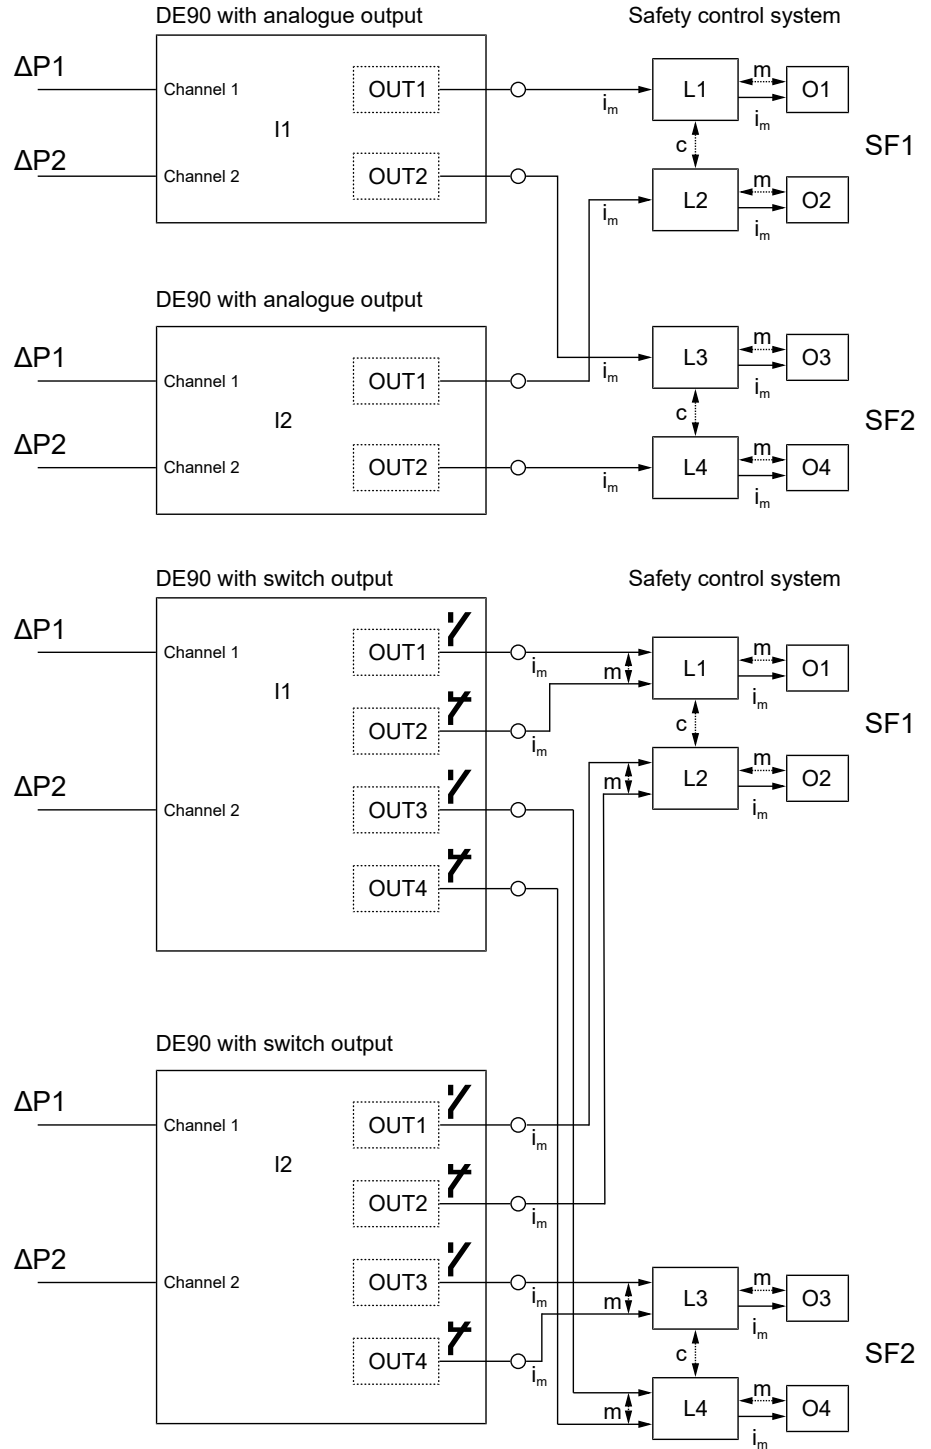 DE90 with analogue output Safety control system
ΔP1 Channel 1 OUT1 i_m L1 m O1 i_m
I1 c SF1
ΔP2 Channel 2 OUT2 i_m L2 m O2 i_m
DE90 with analogue output
ΔP1 Channel 1 OUT1 i_m L3 m O3 i_m
I2 c SF2
ΔP2 Channel 2 OUT2 i_m L4 m O4 i_m
DE90 with switch output Safety control system
ΔP1 Channel 1 OUT1 i_m m L1 m O1 i_m
I1 c SF1
OUT2 i_m m L2 m O2 i_m
ΔP2 Channel 2 OUT3
OUT4
DE90 with switch output
ΔP1 Channel 1 OUT1 i_m
I2
OUT2 i_m
ΔP2 Channel 2 OUT3 i_m m L3 m O3 i_m
c SF2
OUT4 i_m m L4 m O4 i_m